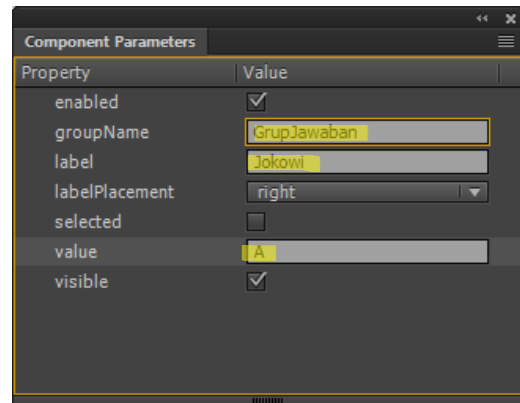 Component Parameters
Property Value
enabled
groupName GrupJawaban
label Jokowi
labelPlacement right
selected
value A
visible